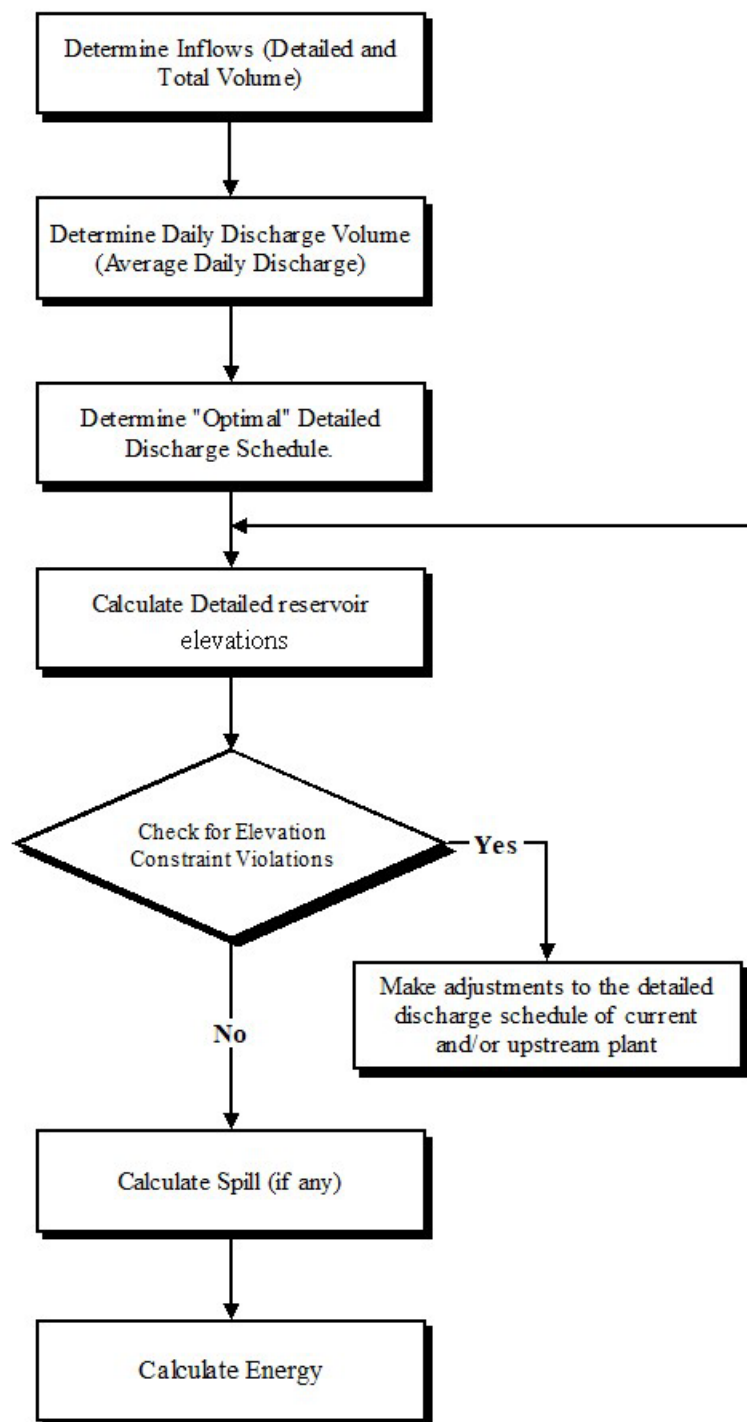 Determine Inflows (Detailed and
Total Volume)
Determine Daily Discharge Volume
(Average Daily Discharge)
Determine "Optimal" Detailed
Discharge Schedule.
Calculate Detailed reservoir
elevations
Check for Elevation
Constraint Violations
Yes
Make adjustments to the detailed
discharge schedule of current
and/or upstream plant
No
Calculate Spill (if any)
Calculate Energy